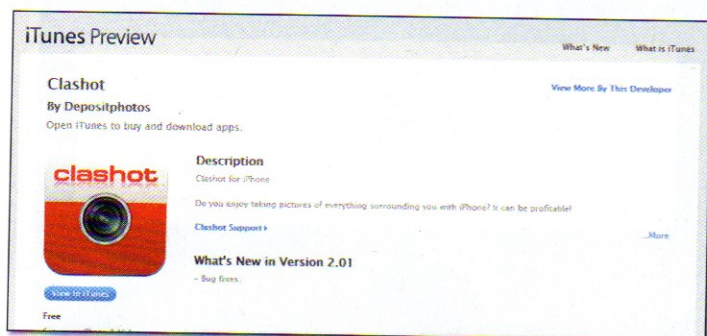 iTunes Preview
What's New What is iTunes
Clashot
View More By This Developer
By Depositphotos
Open iTunes to buy and download apps.
clashot
Description
Clashot for iPhone
Do you enjoy taking pictures of everything surrounding you with iPhone? It can be profitable!
Clashot Support
...More
What's New in Version 2.01
- Bug fixes.
View In iTunes
Free